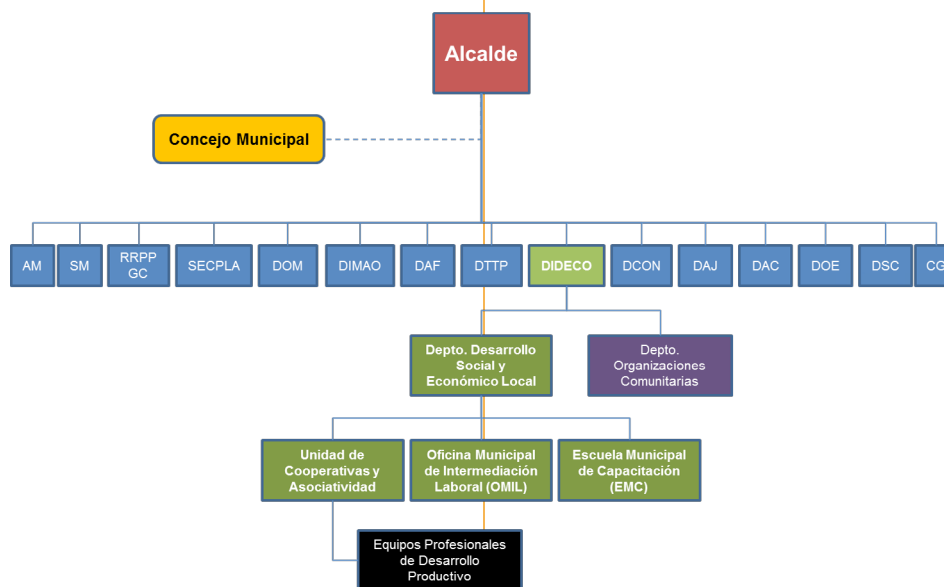 Alcalde
Concejo Municipal
AM
SM
RRPP
GC
SECPLA
DOM
DIMAO
DAF
DTTP
DIDECO
DCON
DAJ
DAC
DOE
DSC
CG
Depto. Desarrollo
Social y
Económico Local
Depto.
Organizaciones
Comunitarias
Unidad de
Cooperativas y
Asociatividad
Oficina Municipal
de Intermediación
Laboral (OMIL)
Escuela Municipal
de Capacitación
(EMC)
Equipos Profesionales
de Desarrollo
Productivo